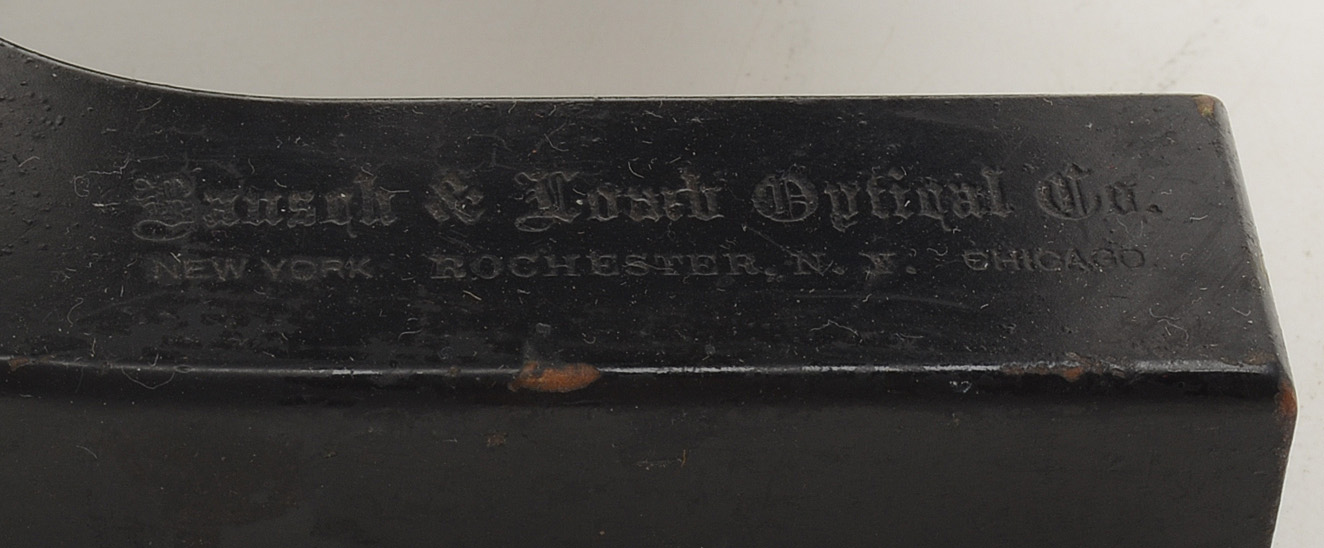 Bausch & Lomb Optical Co.
NEW YORK ROCHESTER, N. Y. CHICAGO